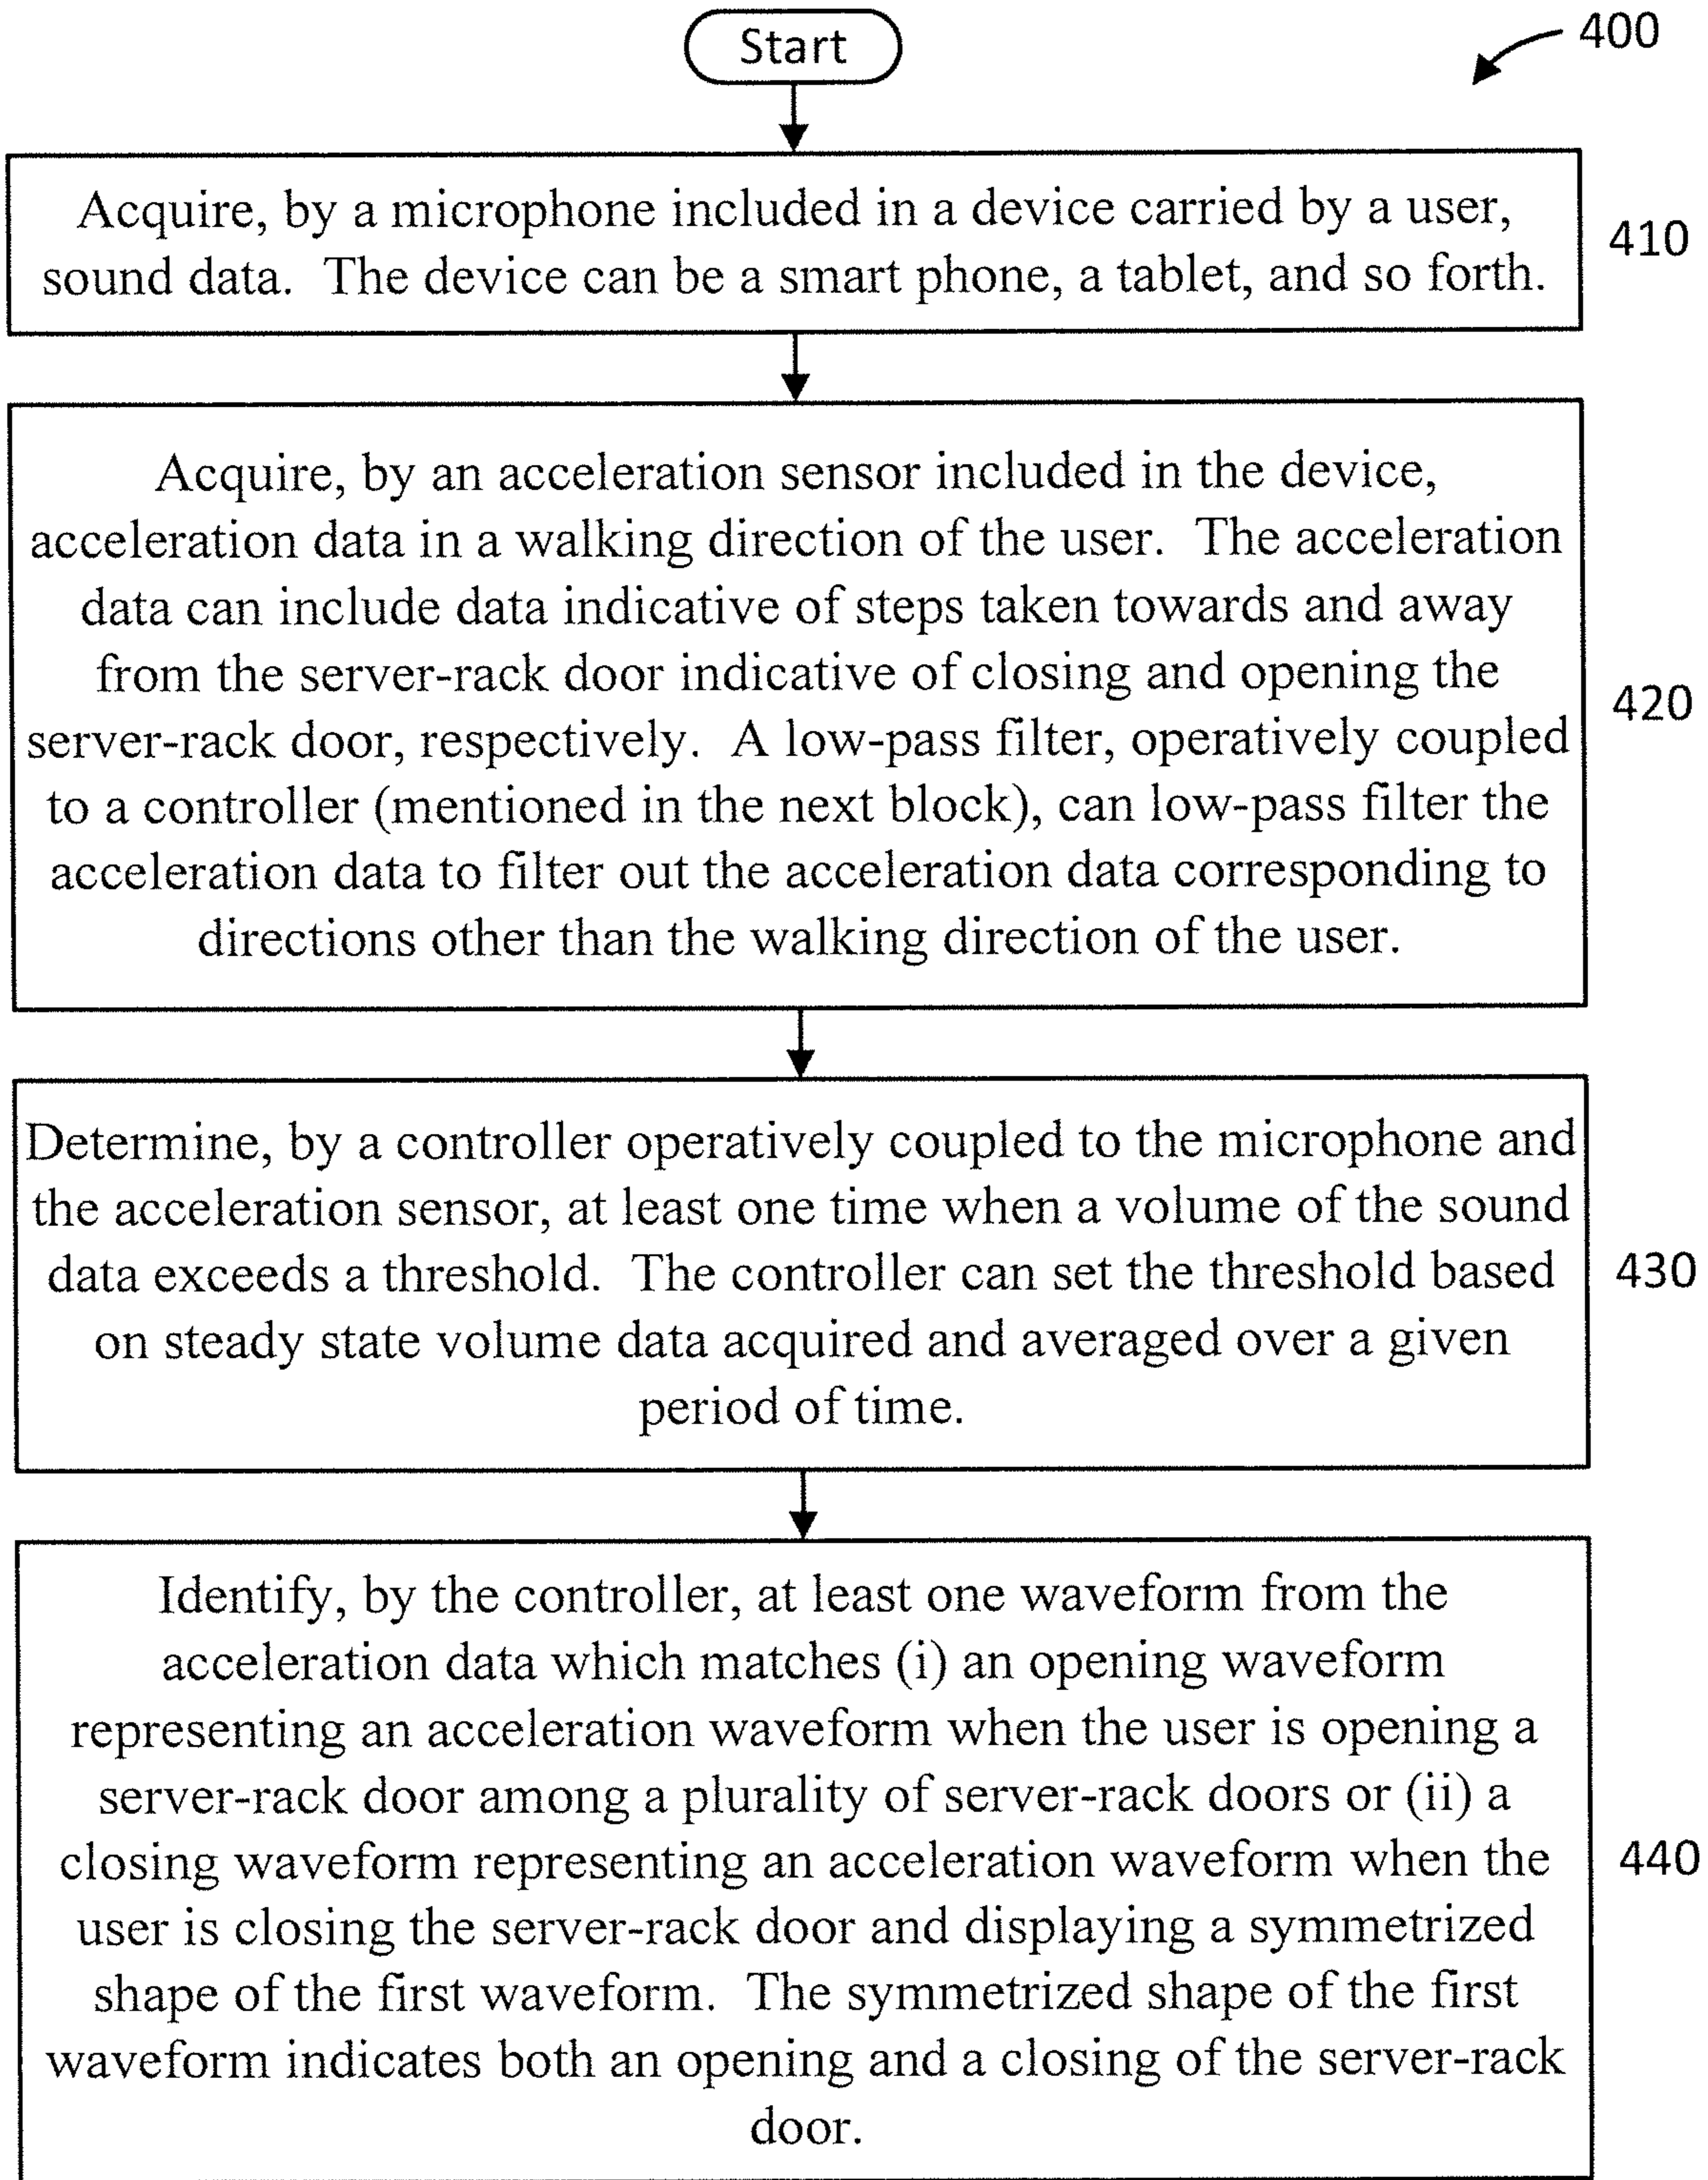 Start
400
Acquire, by a microphone included in a device carried by a user,
sound data. The device can be a smart phone, a tablet, and so forth.
410
Acquire, by an acceleration sensor included in the device,
acceleration data in a walking direction of the user. The acceleration
data can include data indicative of steps taken towards and away
from the server-rack door indicative of closing and opening the
server-rack door, respectively. A low-pass filter, operatively coupled
to a controller (mentioned in the next block), can low-pass filter the
acceleration data to filter out the acceleration data corresponding to
directions other than the walking direction of the user.
420
Determine, by a controller operatively coupled to the microphone and
the acceleration sensor, at least one time when a volume of the sound
data exceeds a threshold. The controller can set the threshold based
on steady state volume data acquired and averaged over a given
period of time.
430
Identify, by the controller, at least one waveform from the
acceleration data which matches (i) an opening waveform
representing an acceleration waveform when the user is opening a
server-rack door among a plurality of server-rack doors or (ii) a
closing waveform representing an acceleration waveform when the
user is closing the server-rack door and displaying a symmetrized
shape of the first waveform. The symmetrized shape of the first
waveform indicates both an opening and a closing of the server-rack
door.
440